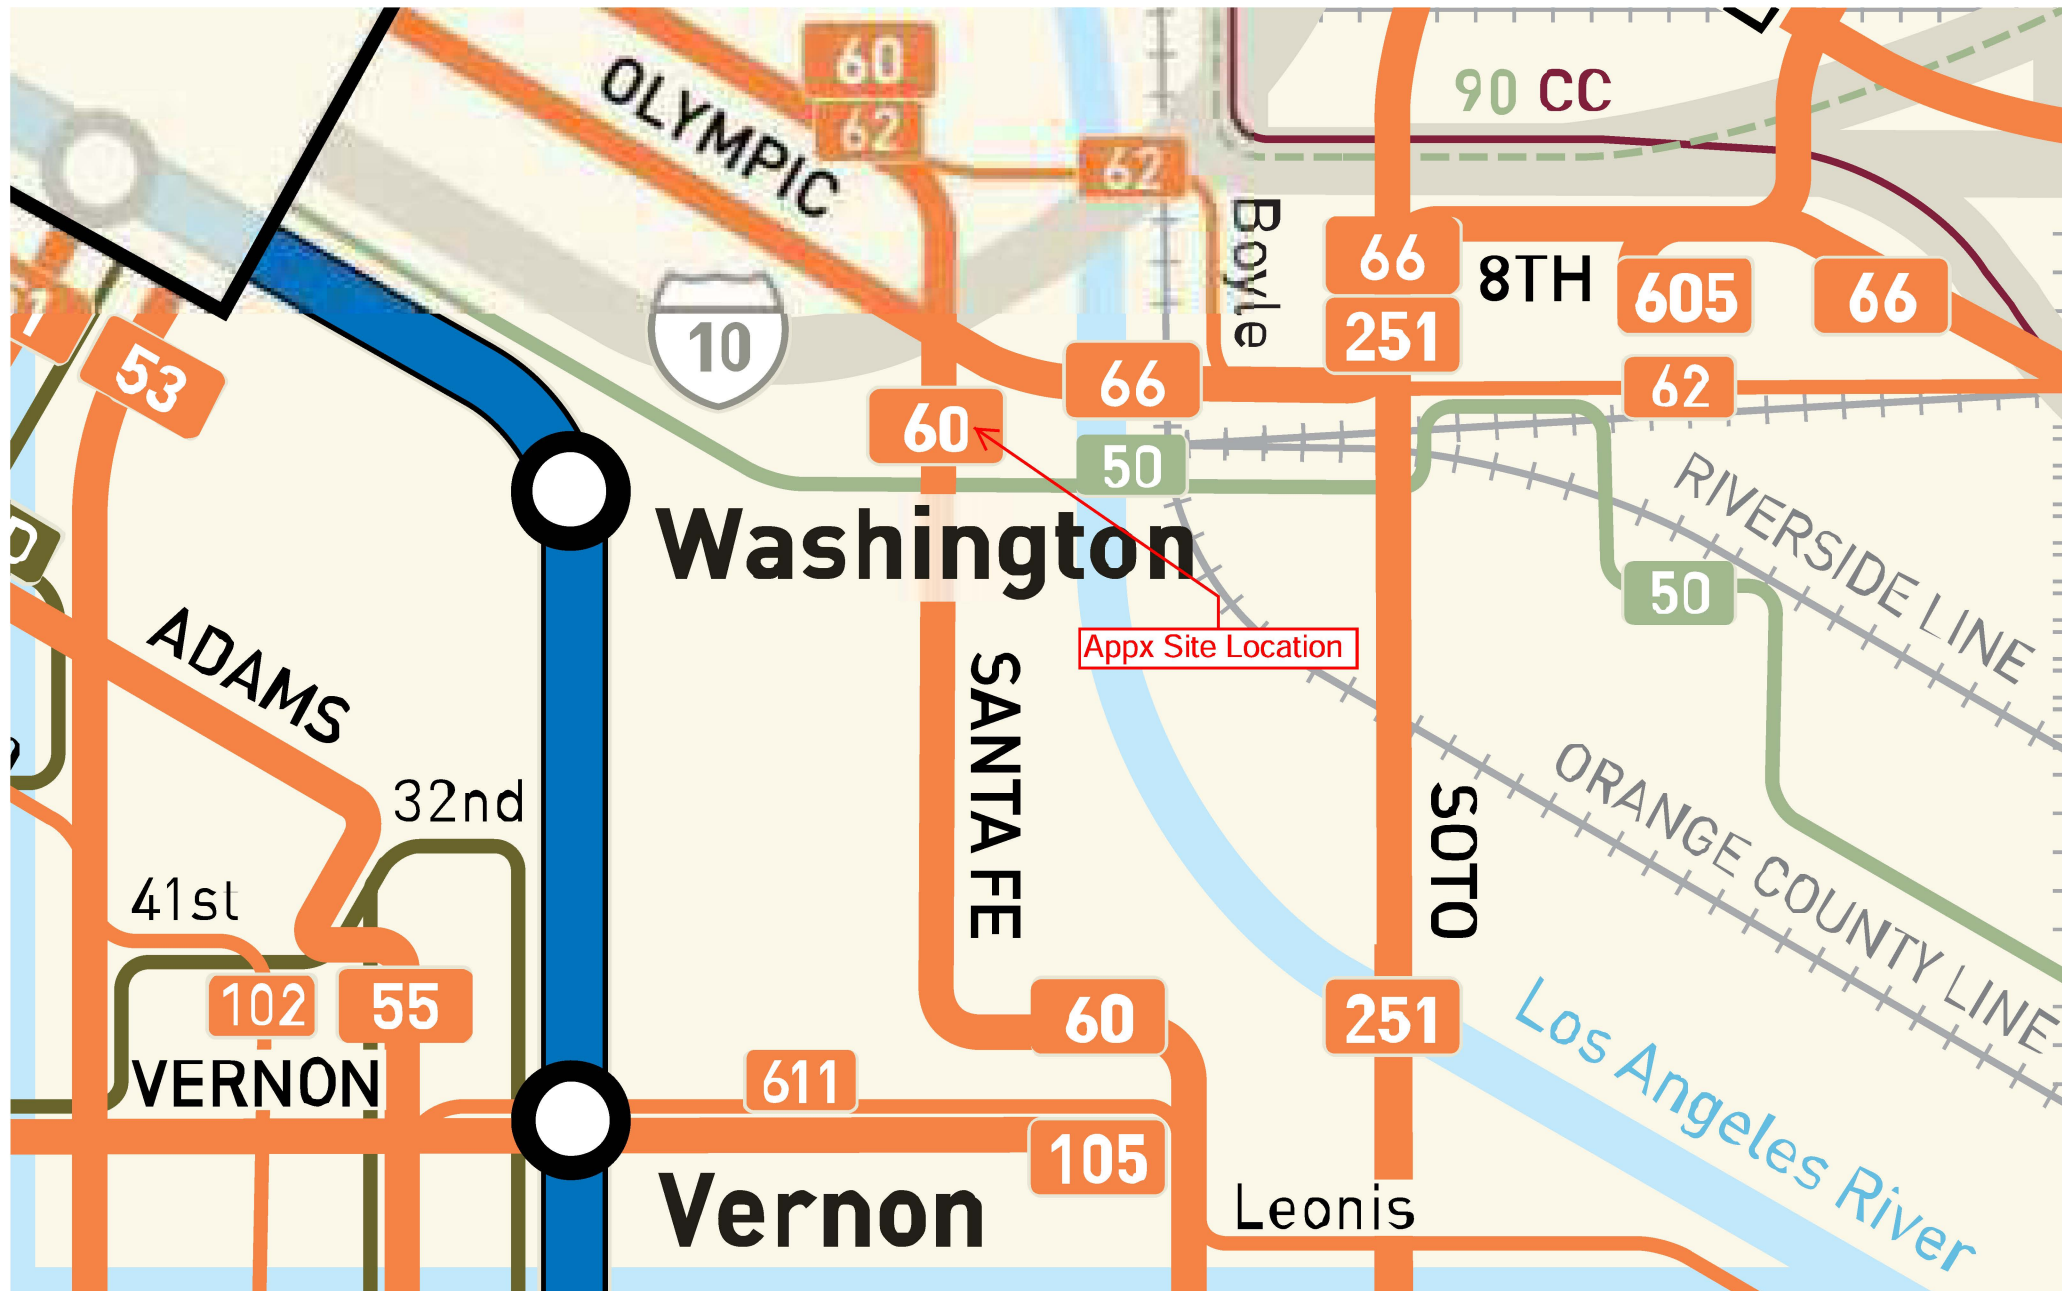 60
62
OLYMPIC
90 CC
62
Boyle
66
251
8TH
605
66
10
53
66
62
60
50
Washington
RIVERSIDE LINE
50
Appx Site Location
ADAMS
SANTA FE
32nd
SOTO
ORANGE COUNTY LINE
41st
102
55
60
251
Los Angeles River
VERNON
611
105
Vernon
Leonis